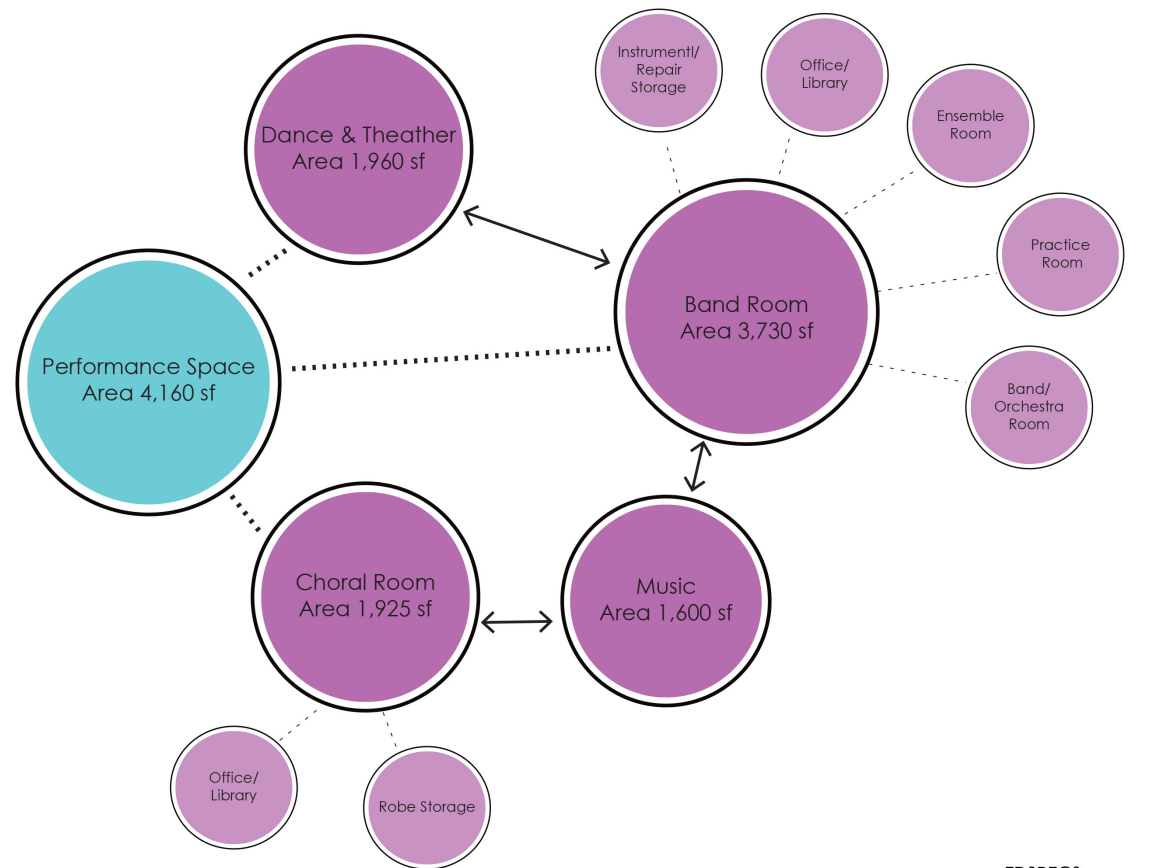 Instrumentl/
Repair
Storage
Office/
Library
Ensemble
Room
Dance & Theather
Area 1,960 sf
Practice
Room
Band Room
Area 3,730 sf
Performance Space
Area 4,160 sf
Band/
Orchestra
Room
Choral Room
Area 1,925 sf
Music
Area 1,600 sf
Office/
Library
Robe Storage